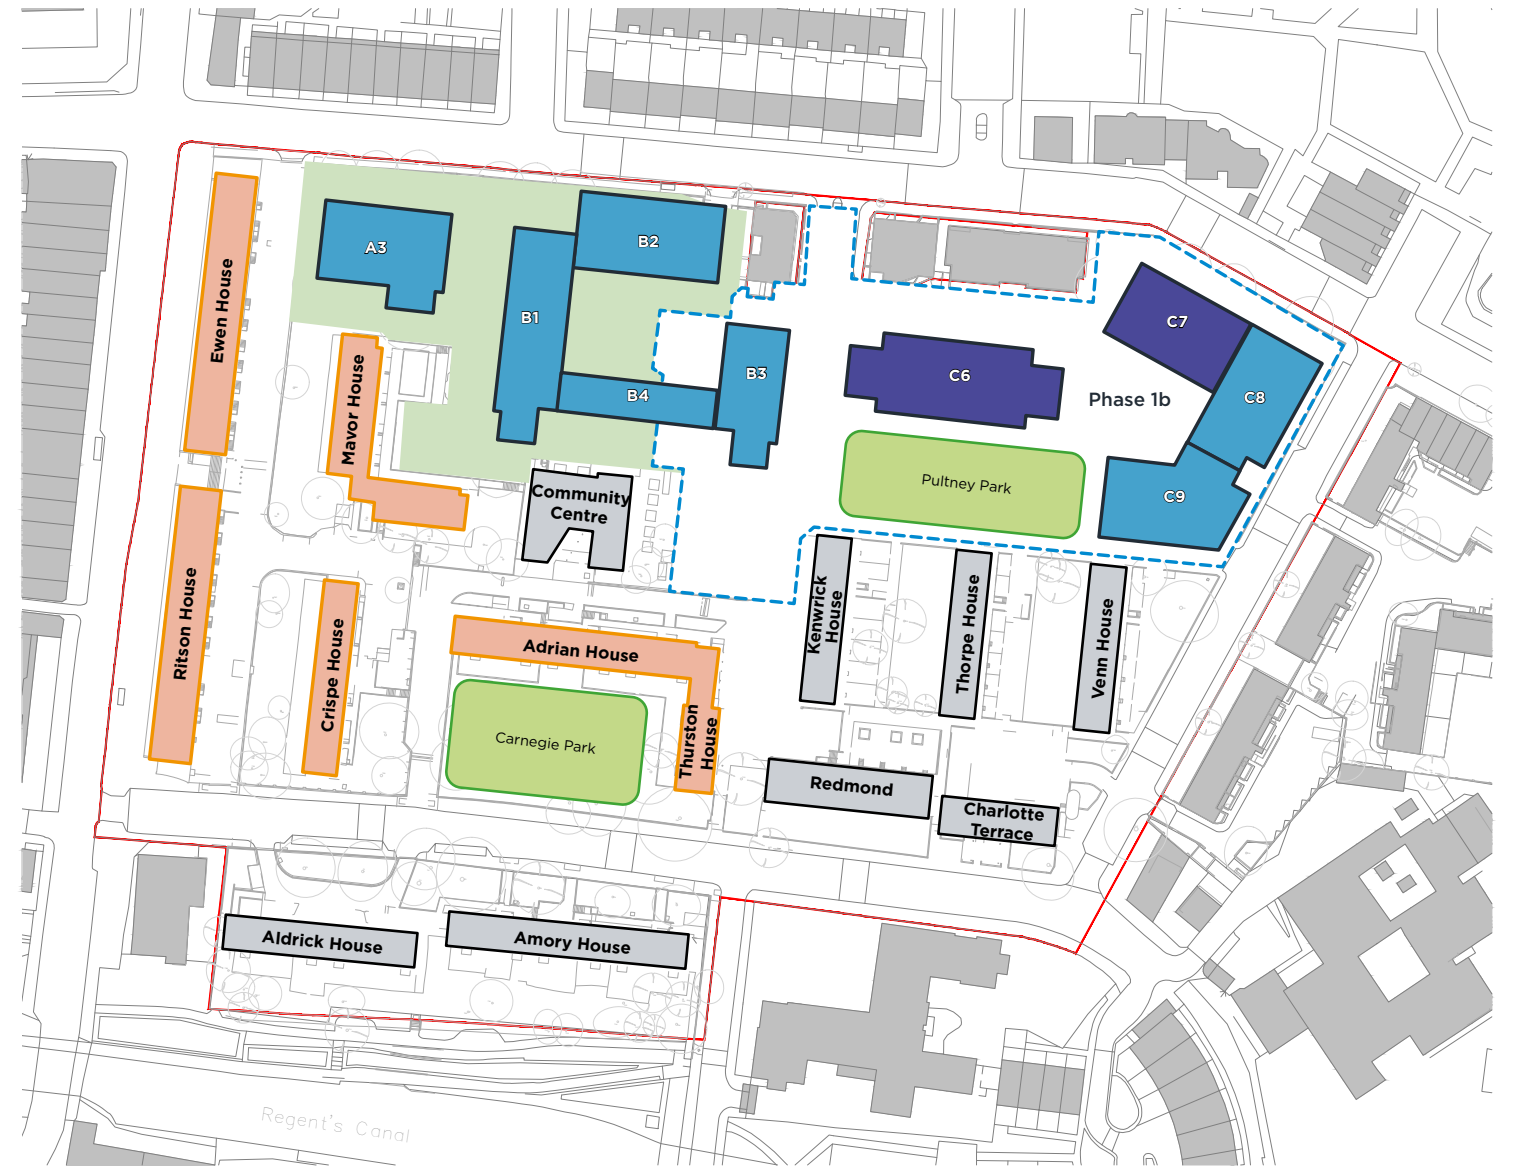 A3
B2
B1
B3
B4
C7
C6
C8
Phase 1b
C9
Pultney Park
Ewen House
Mavor House
Community
Centre
Ritson House
Crispe House
Adrian House
Thurston
House
Carnegie Park
Kenwrick
House
Thorpe House
Venn House
Redmond
Charlotte
Terrace
Aldrick House
Amory House
Regent's Canal